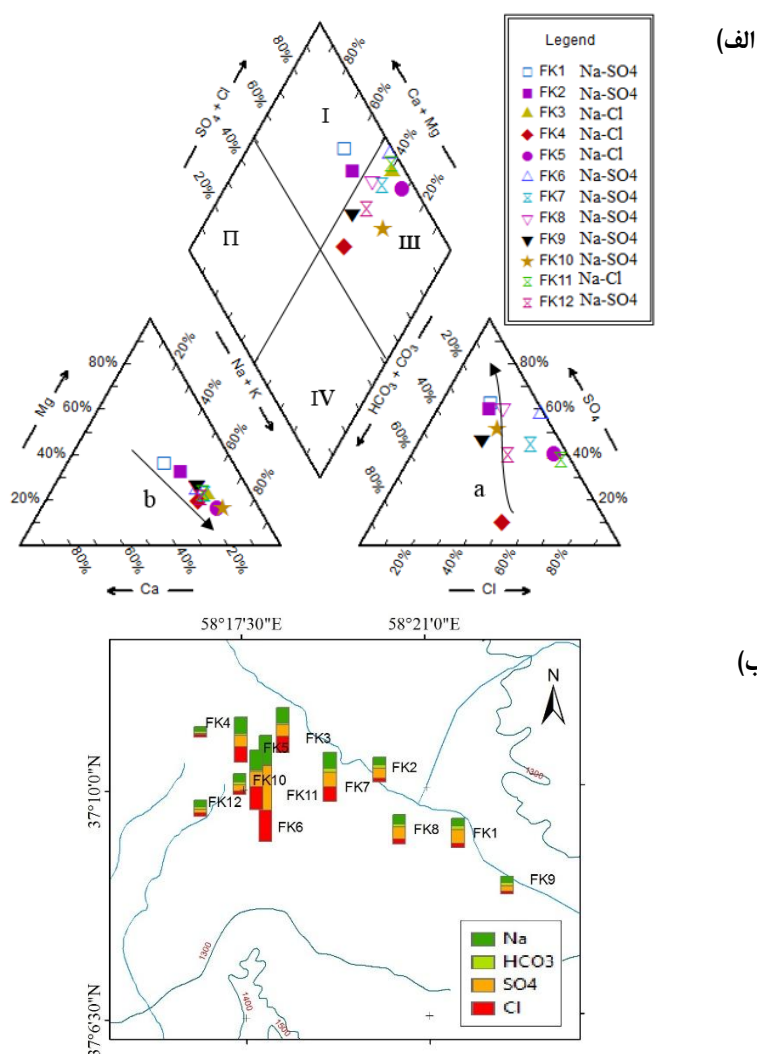 الف)
Legend
FK1 Na-SO4
FK2 Na-SO4
FK3 Na-Cl
FK4 Na-Cl
FK5 Na-Cl
FK6 Na-SO4
FK7 Na-SO4
FK8 Na-SO4
FK9 Na-SO4
FK10 Na-SO4
FK11 Na-Cl
FK12 Na-SO4
80% 80%
60% 60%
40% 40%
20% 20%
SO4 + Cl
Ca + Mg
I
II
III
IV
Na + K
HCO3 + CO3
80% 20%
60% 40%
40% 60%
20% 80%
Mg
b
80% 60% 40% 20%
Ca
20% 80%
40% 60%
60% 40%
80% 20%
SO4
a
20% 40% 60% 80%
Cl
ب)
58°17'30"E 58°21'0"E
37°10'0"N
37°6'30"N
N
FK4
FK5
FK3
FK2
FK10
FK7
FK12
FK11
FK6
FK8
FK1
FK9
1300
1300
1400
1500
Na
HCO3
SO4
Cl